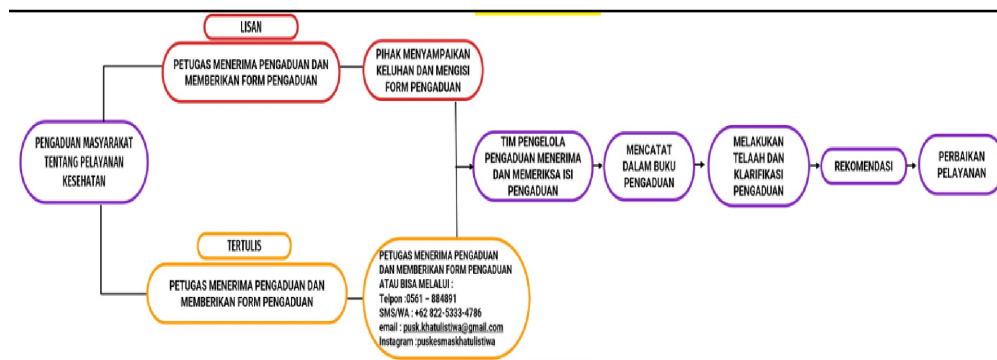 LISAN
PETUGAS MENERIMA PENGADUAN DAN
MEMBERIKAN FORM PENGADUAN
PIHAK MENYAMPAIKAN
KELUHAN DAN MENGISI
FORM PENGADUAN
PENGADUAN MASYARAKAT
TENTANG PELAYANAN
KESEHATAN
TIM PENGELOLA
PENGADUAN MENERIMA
DAN MEMERIKSA ISI
PENGADUAN
MENCATAT
DALAM BUKU
PENGADUAN
MELAKUKAN
TELAAH DAN
KLARIFIKASI
PENGADUAN
REKOMENDASI
PERBAIKAN
PELAYANAN
TERTULIS
PETUGAS MENERIMA PENGADUAN DAN
MEMBERIKAN FORM PENGADUAN
PETUGAS MENERIMA PENGADUAN
DAN MEMBERIKAN FORM PENGADUAN
ATAU BISA MELALUI :
Telpon :0561 – 884891
SMS/WA : +62 822-5333-4786
email : pusk.khatulistiwa@gmail.com
Instagram :puskesmaskhatulistiwa